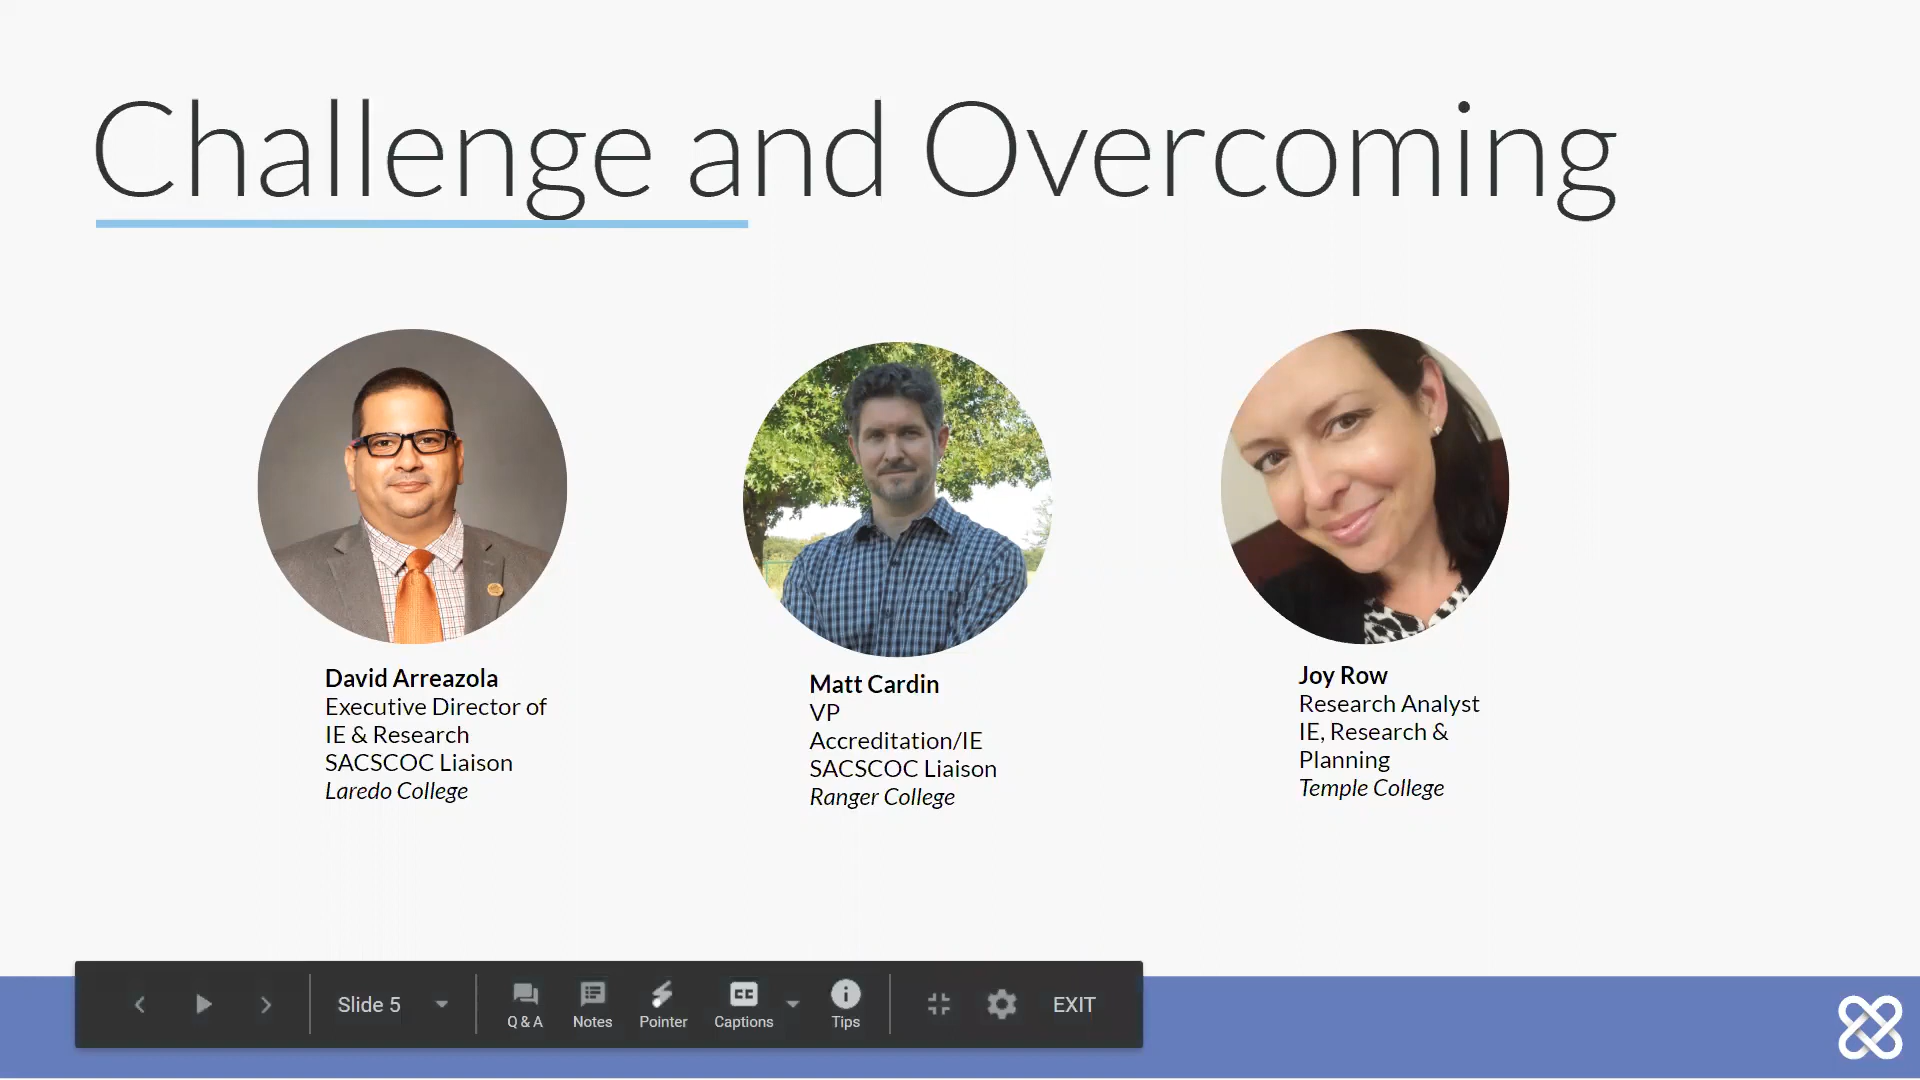 Challenge and Overcoming
David Arreazola
Executive Director of
IE & Research
SACSCOC Liaison
Laredo College
Matt Cardin
VP
Accreditation/IE
SACSCOC Liaison
Ranger College
Joy Row
Research Analyst
IE, Research &
Planning
Temple College
Slide 5
Q & A
Notes
Pointer
CC
Captions
Tips
EXIT